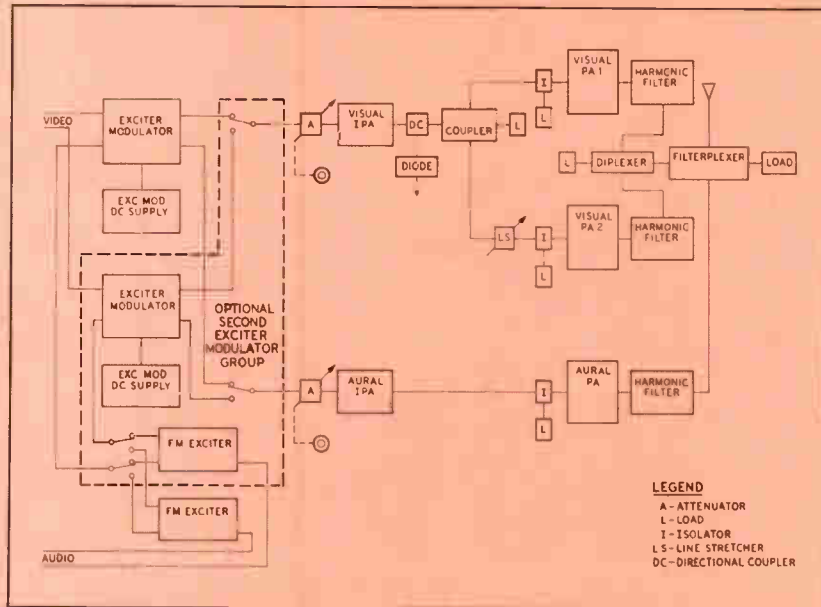 VIDEO
EXCITER
MODULATOR
EXC MOD
DC SUPPLY
EXCITER
MODULATOR
EXC MOD
DC SUPPLY
OPTIONAL
SECOND
EXCITER
MODULATOR
GROUP
FM EXCITER
FM EXCITER
AUDIO
A
VISUAL
IPA
DC
DIODE
COUPLER
L
I
L
VISUAL
PA 1
HARMONIC
FILTER
L
DIPLEXER
FILTERPLEXER
LOAD
LS
I
L
VISUAL
PA 2
HARMONIC
FILTER
A
AURAL
IPA
I
L
AURAL
PA
HARMONIC
FILTER
LEGEND
A - ATTENUATOR
L - LOAD
I - ISOLATOR
LS - LINE STRETCHER
DC - DIRECTIONAL COUPLER